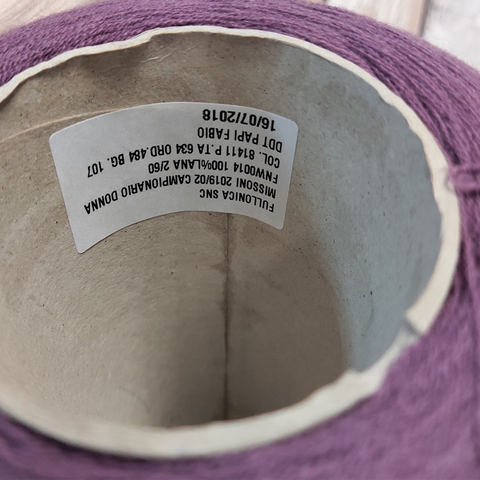 FULLONICA SNC
MISSONI 2019/02 CAMPIONARIO DONNA
FNW0014 100%LANA 2/60
COL. 81411 P.TA 634 ORD.484 BG. 107
DDT PAPI FABIO
16/07/2018